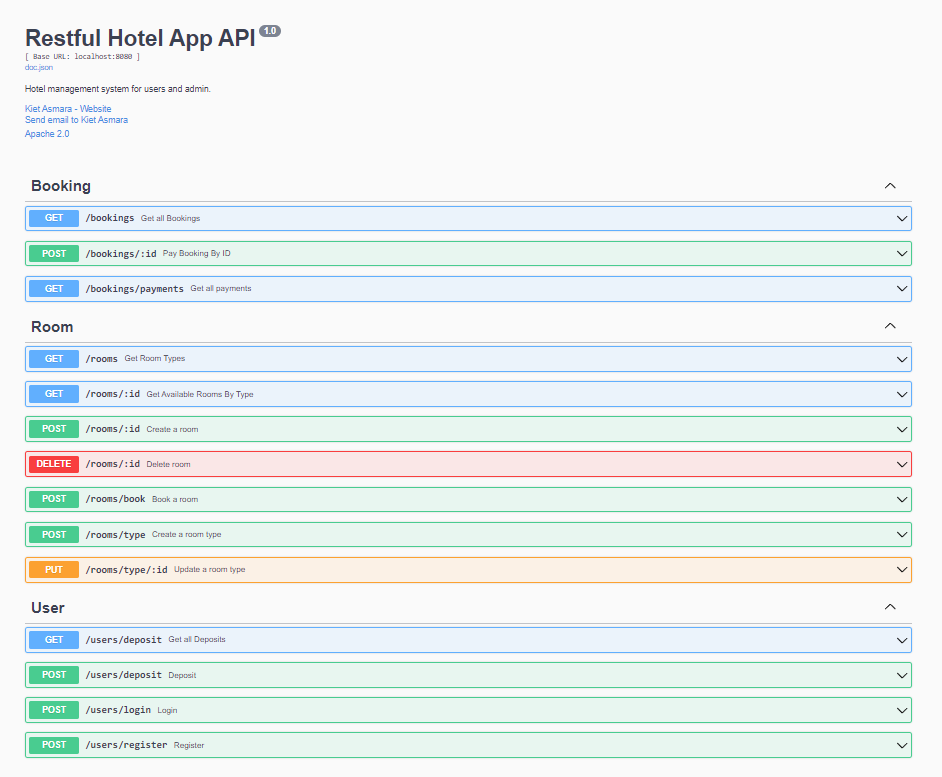 Restful Hotel App API 1.0
[ Base URL: localhost:8080 ]
doc.json
Hotel management system for users and admin.
Kiet Asmara - Website
Send email to Kiet Asmara
Apache 2.0
Booking
GET /bookings Get all Bookings
POST /bookings/:id Pay Booking By ID
GET /bookings/payments Get all payments
Room
GET /rooms Get Room Types
GET /rooms/:id Get Available Rooms By Type
POST /rooms/:id Create a room
DELETE /rooms/:id Delete room
POST /rooms/book Book a room
POST /rooms/type Create a room type
PUT /rooms/type/:id Update a room type
User
GET /users/deposit Get all Deposits
POST /users/deposit Deposit
POST /users/login Login
POST /users/register Register